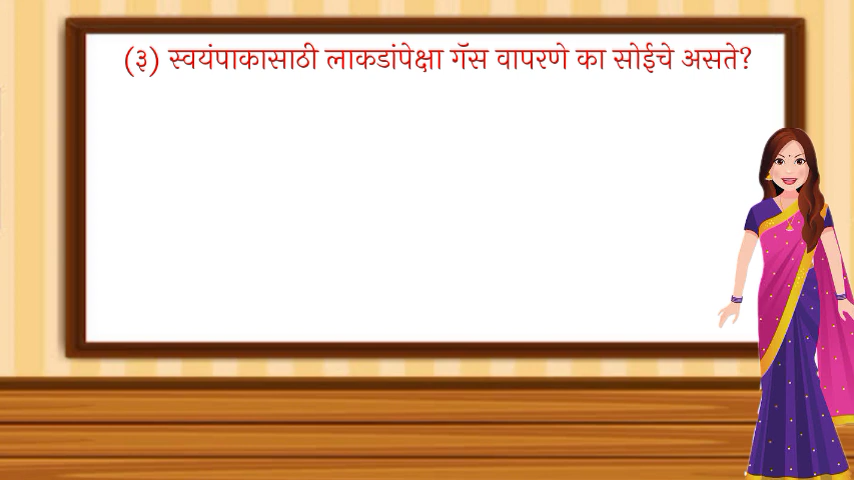 (३) स्वयंपाकासाठी लाकडांपेक्षा गॅस वापरणे का सोईचे असते?